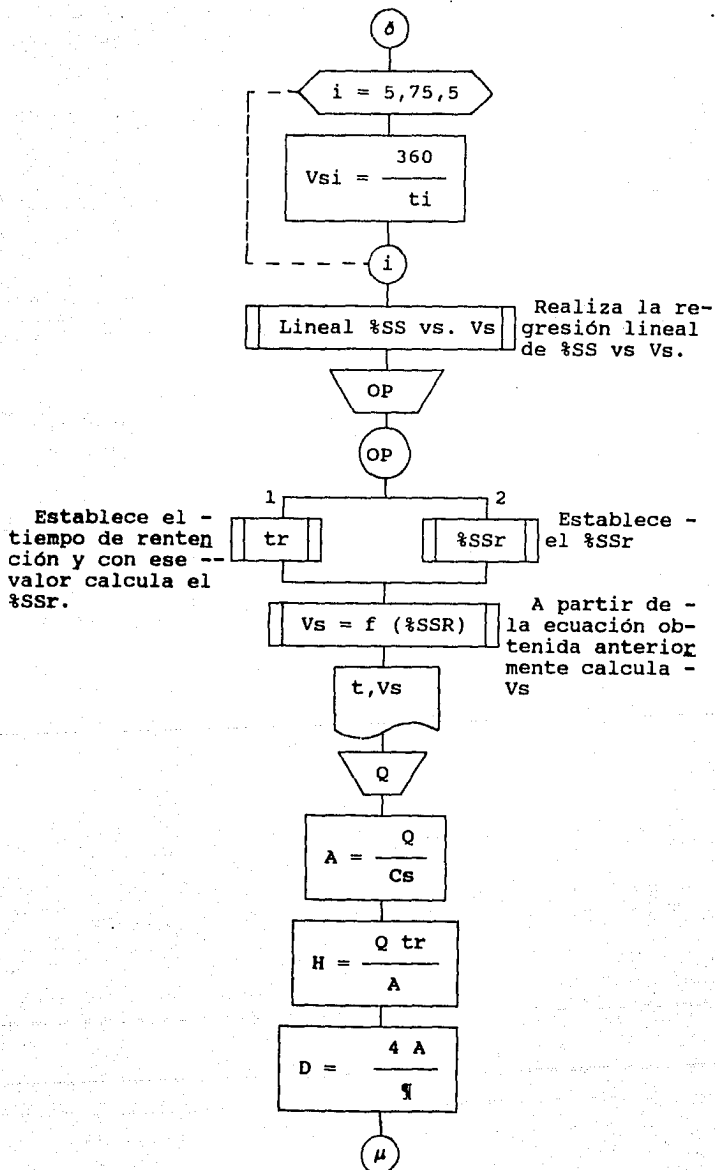 δ
i = 5,75,5
360
Vsi = ———
ti
i
Lineal %SS vs. Vs
Realiza la re-
gresión lineal
de %SS vs Vs.
OP
OP
1
2
Establece el -
tiempo de renten
ción y con ese --
valor calcula el
%SSr.
tr
%SSr
Establece -
el %SSr
Vs = f (%SSR)
A partir de -
la ecuación ob-
tenida anterior
mente calcula -
Vs
t,Vs
Q
Q
A = ———
Cs
Q tr
H = ———
A
4 A
D = ———
¶
μ